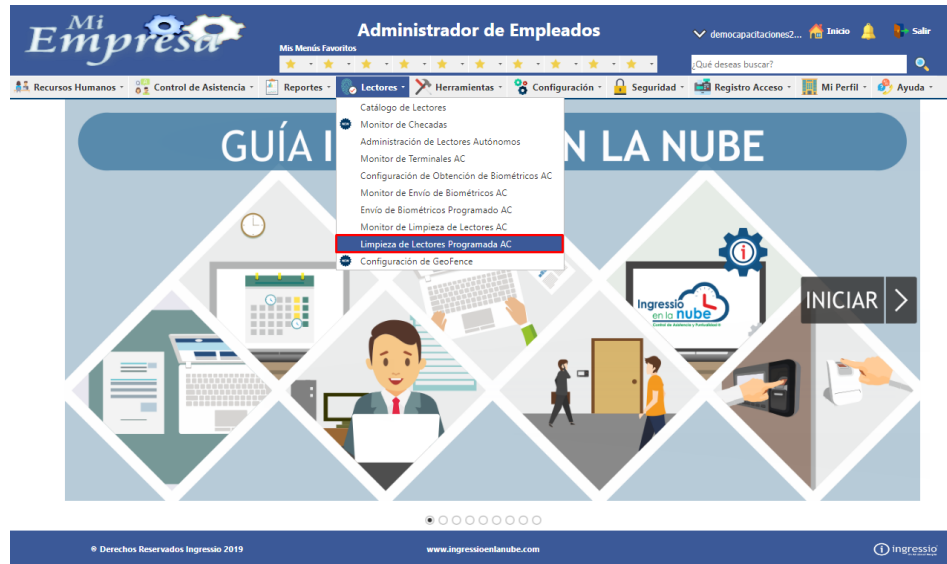 Mi
Empresa
Administrador de Empleados
Mis Menús Favoritos
democapacitaciones2...
Inicio
Salir
¿Qué deseas buscar?
Recursos Humanos
Control de Asistencia
Reportes
Lectores
Herramientas
Configuración
Seguridad
Registro Acceso
Mi Perfil
Ayuda
Catálogo de Lectores
Monitor de Checadas
Administración de Lectores Autónomos
Monitor de Terminales AC
Configuración de Obtención de Biométricos AC
Monitor de Envío de Biométricos AC
Envío de Biométricos Programado AC
Monitor de Limpieza de Lectores AC
Limpieza de Lectores Programada AC
Configuración de GeoFence
GUÍA I N LA NUBE
Ingressio
en la nube
Control de Asistencia y Puntualidad
INICIAR
® Derechos Reservados Ingressio 2019
www.ingressioenlanube.com
ingressio